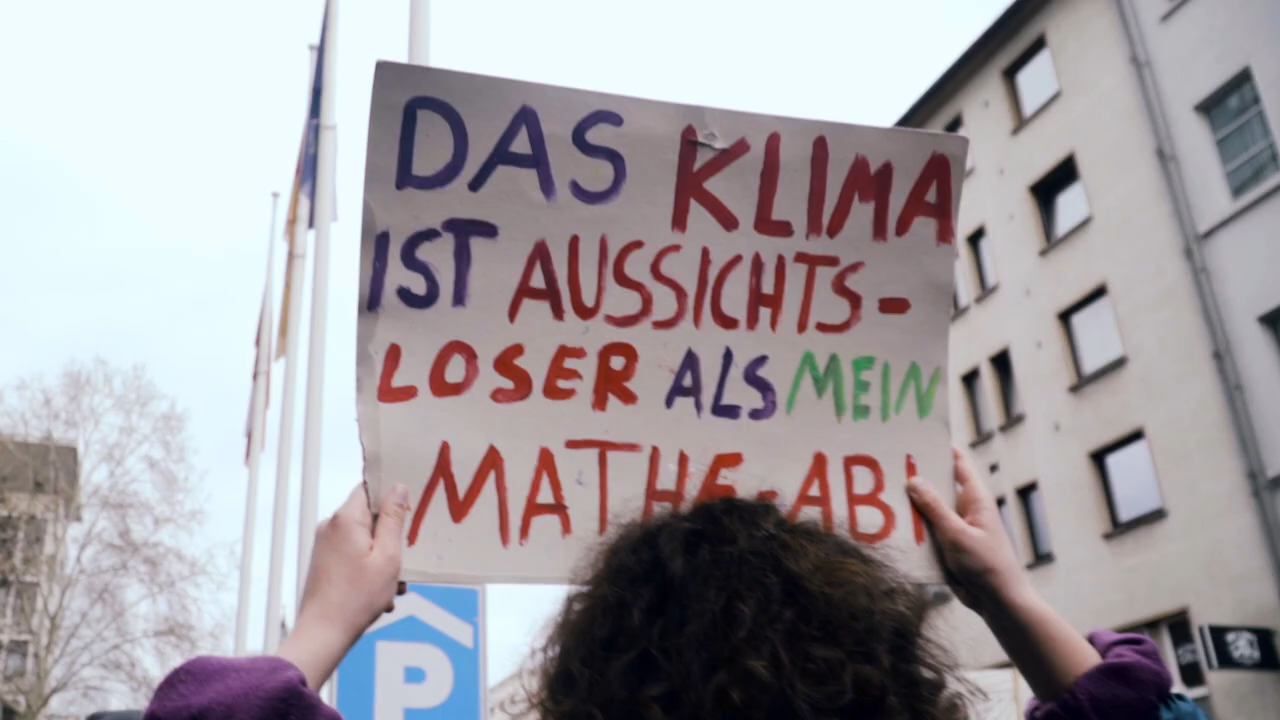 DAS KLIMA
IST AUSSICHTS-
LOSER ALS MEIN
MATHE-ABI
P